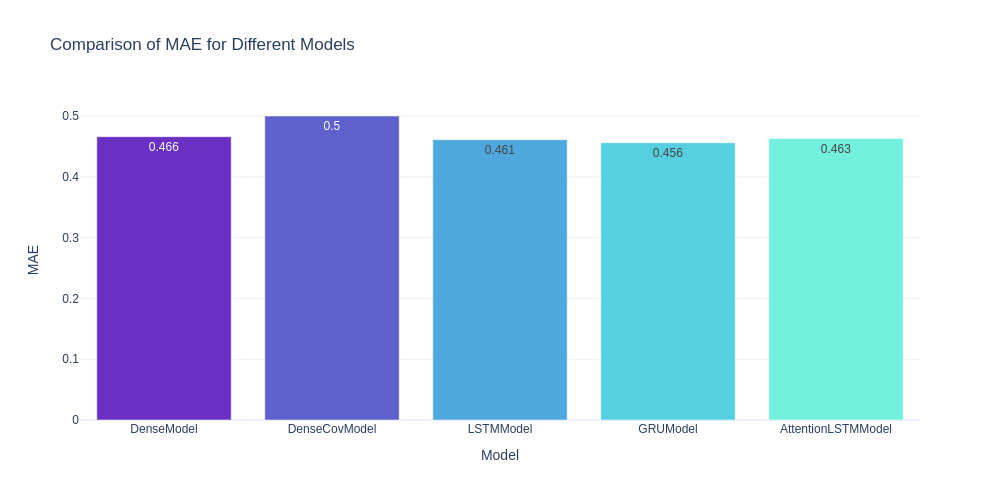 Comparison of MAE for Different Models
0.5
0.4
0.3
0.2
0.1
0
MAE
0.466
0.5
0.461
0.456
0.463
DenseModel
DenseCovModel
LSTMModel
GRUModel
AttentionLSTMModel
Model